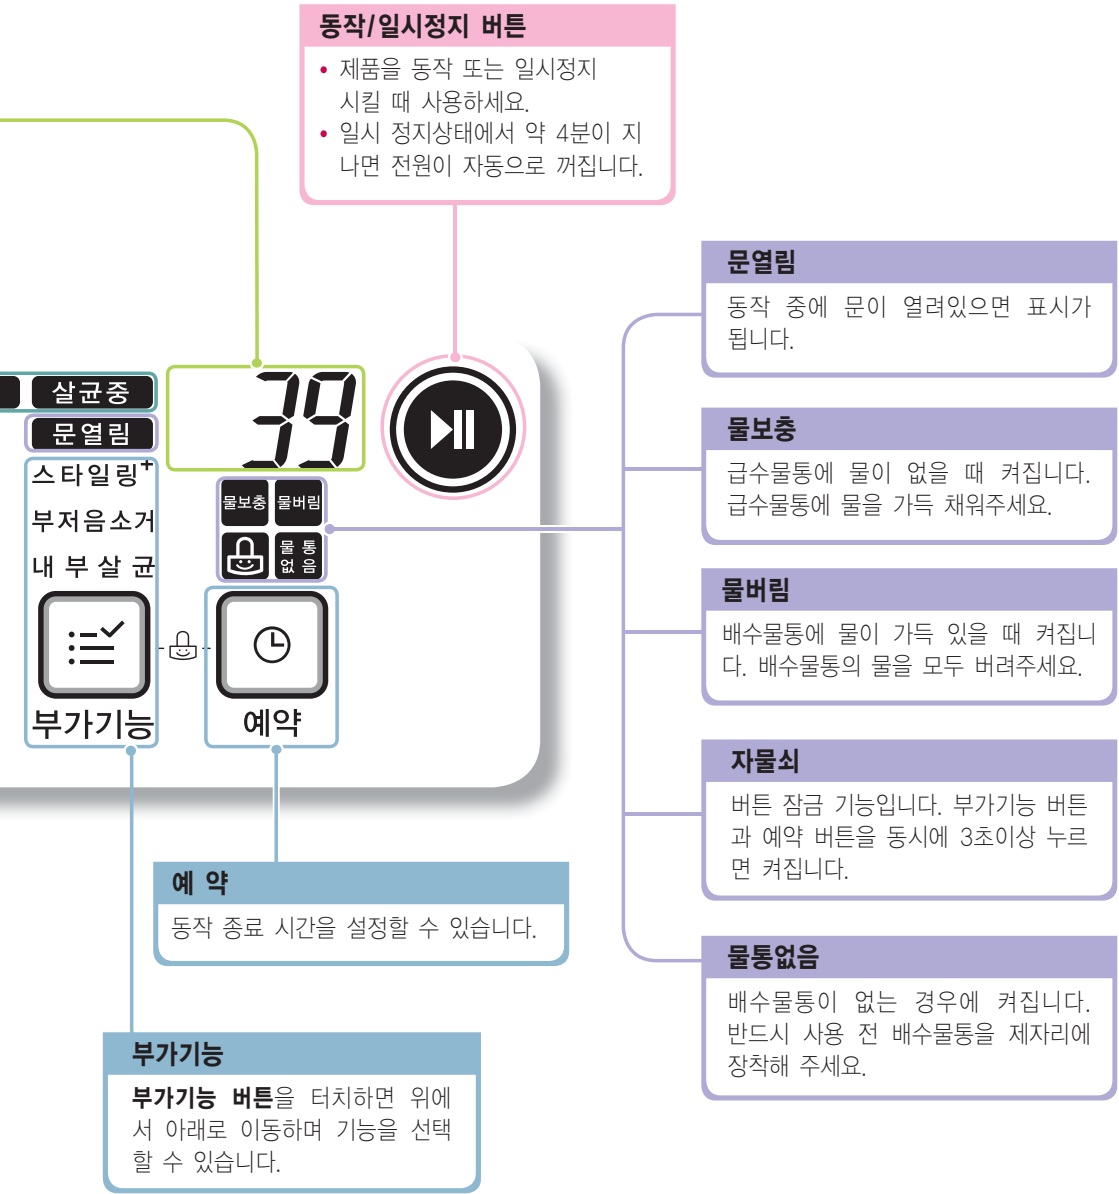 동작/일시정지 버튼
• 제품을 동작 또는 일시정지
시킬 때 사용하세요.
• 일시 정지상태에서 약 4분이 지
나면 전원이 자동으로 꺼집니다.
살균중
문열림
39
스타일링+
부저음소거
내부살균
물보충 물버림
물통
없음
부가기능
예약
문열림
동작 중에 문이 열려있으면 표시가
됩니다.
물보충
급수물통에 물이 없을 때 켜집니다.
급수물통에 물을 가득 채워주세요.
물버림
배수물통에 물이 가득 있을 때 켜집니
다. 배수물통의 물을 모두 버려주세요.
자물쇠
버튼 잠금 기능입니다. 부가기능 버튼
과 예약 버튼을 동시에 3초이상 누르
면 켜집니다.
물통없음
배수물통이 없는 경우에 켜집니다.
반드시 사용 전 배수물통을 제자리에
장착해 주세요.
예 약
동작 종료 시간을 설정할 수 있습니다.
부가기능
부가기능 버튼을 터치하면 위에
서 아래로 이동하며 기능을 선택
할 수 있습니다.